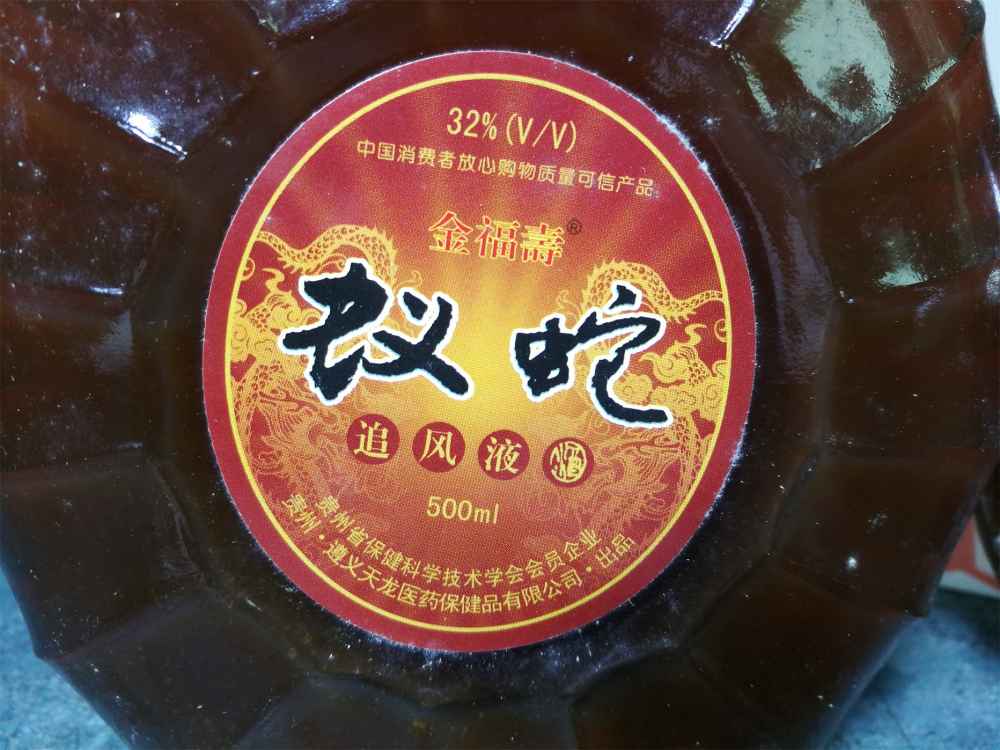 32%(V/V)
中国消费者放心购物质量可信产品
金福壽®
蚁蛇
追风液酒
500ml
贵州省保健科学技术学会会员企业
贵州·遵义天龙医药保健品有限公司·出品